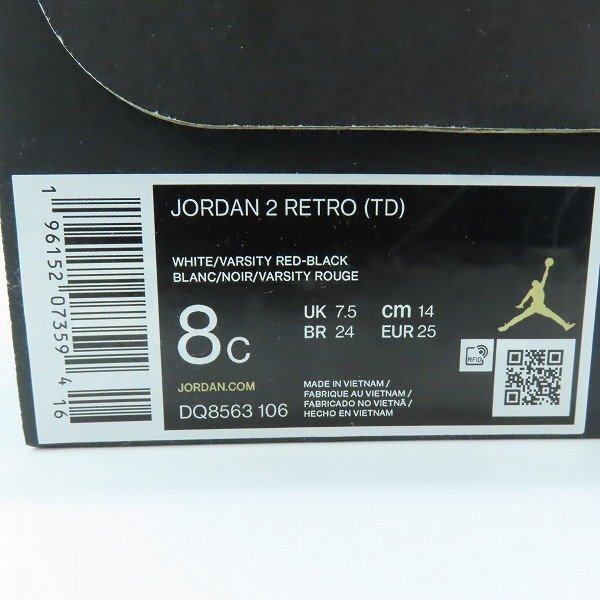 1 96152 07359 4 16
JORDAN 2 RETRO (TD)
WHITE/VARSITY RED-BLACK
BLANC/NOIR/VARSITY ROUGE
8C
UK 7.5 cm 14
BR 24 EUR 25
JORDAN.COM
DQ8563 106
MADE IN VIETNAM /
FABRIQUE AU VIETNAM /
FABRICADO NO VIETNÃ /
HECHO EN VIETNAM
RFID